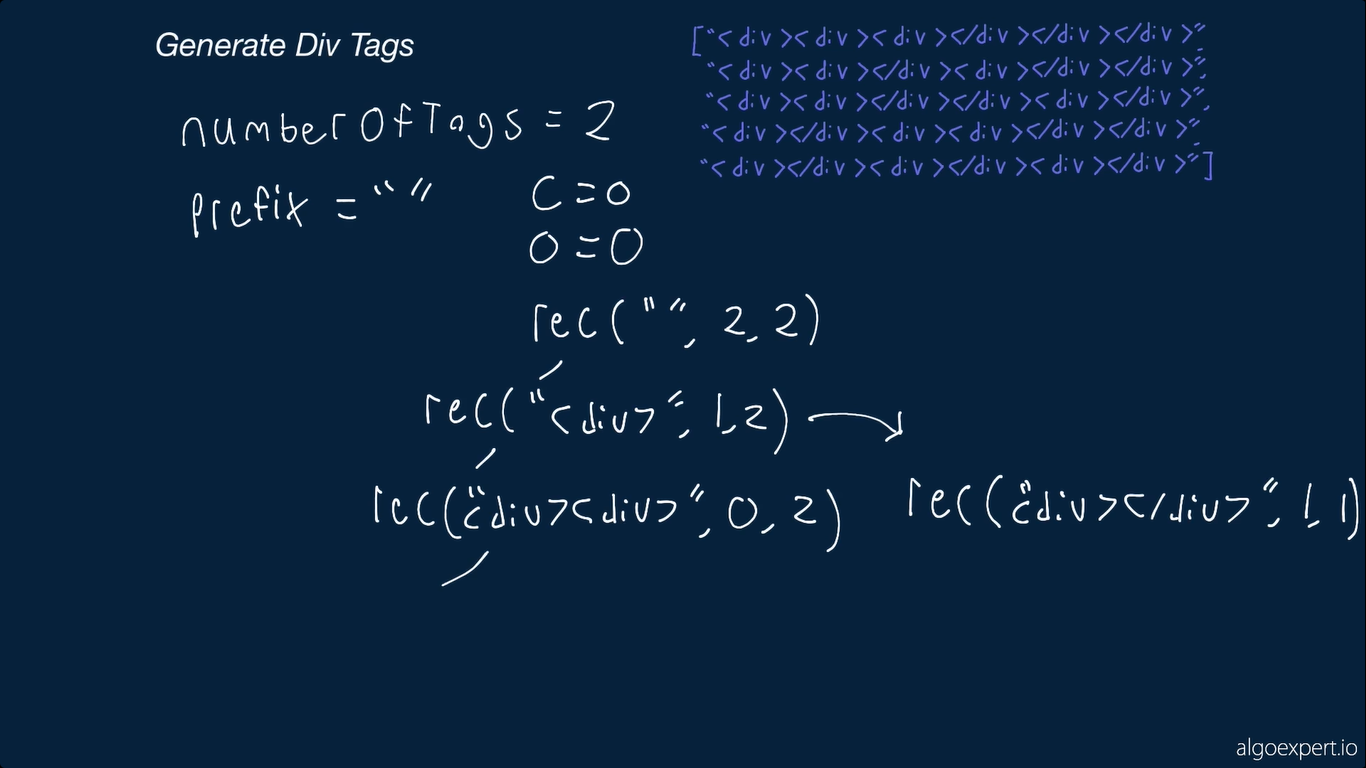 Generate Div Tags
["<div><div><div></div></div></div>",
"<div><div></div><div></div></div>",
"<div><div></div></div><div></div>",
"<div></div><div><div></div></div>",
"<div></div><div></div><div></div>"]
numberOfTags = 2
prefix = ""
C = 0
O = 0
rec("", 2, 2)
rec("<div>", 1, 2)
rec("<div><div>", 0, 2)
rec("<div></div>", 1, 1)
algoexpert.io